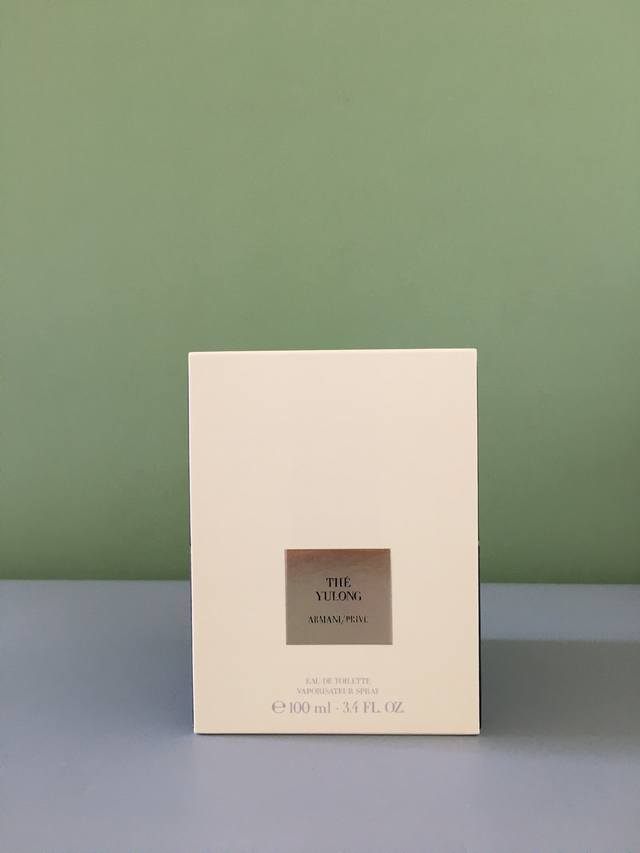 THÉ
YULONG
ARMANI/PRIVÉ
EAU DE TOILETTE
VAPORISATEUR SPRAY
℮ 100 ml - 3.4 FL. OZ.